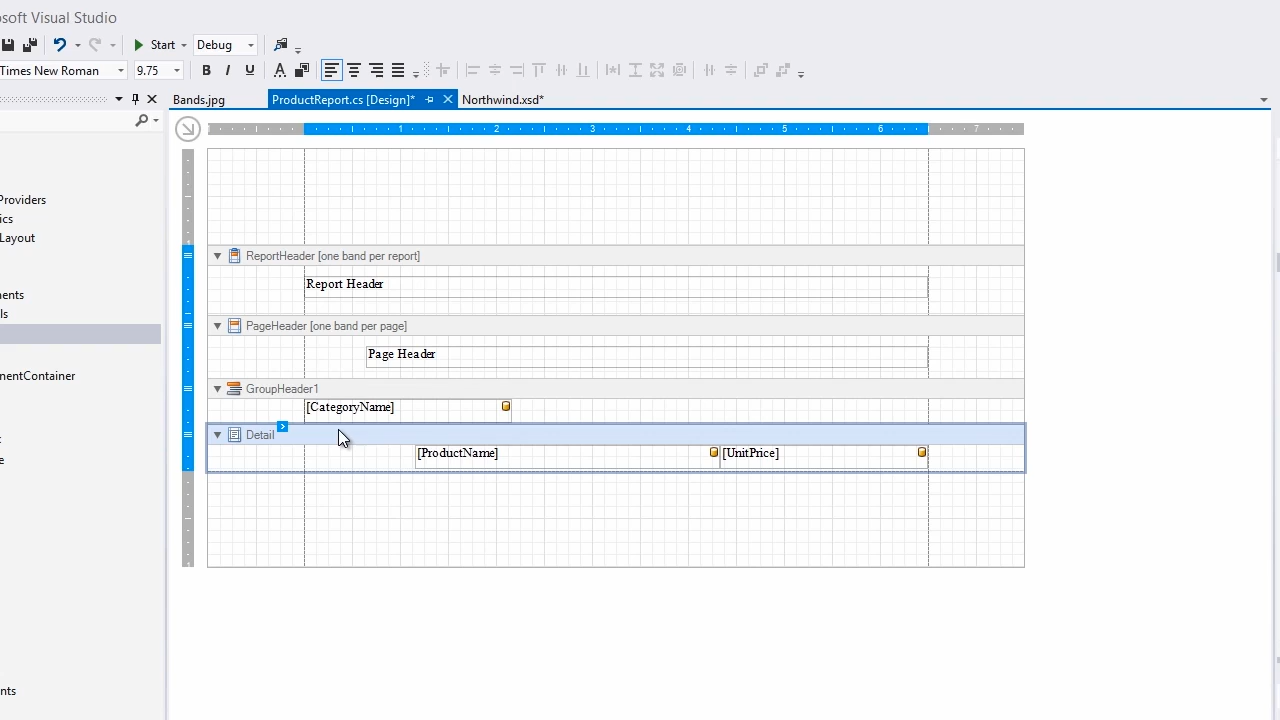 osoft Visual Studio
Start Debug
Times New Roman 9.75 B I U A
Bands.jpg ProductReport.cs [Design]* Northwind.xsd*
1 2 3 4 5 6 7
Providers
ics
Layout
nents
ls
nentContainer
t
e
nts
ReportHeader [one band per report]
Report Header
PageHeader [one band per page]
Page Header
GroupHeader1
[CategoryName]
Detail
[ProductName] [UnitPrice]